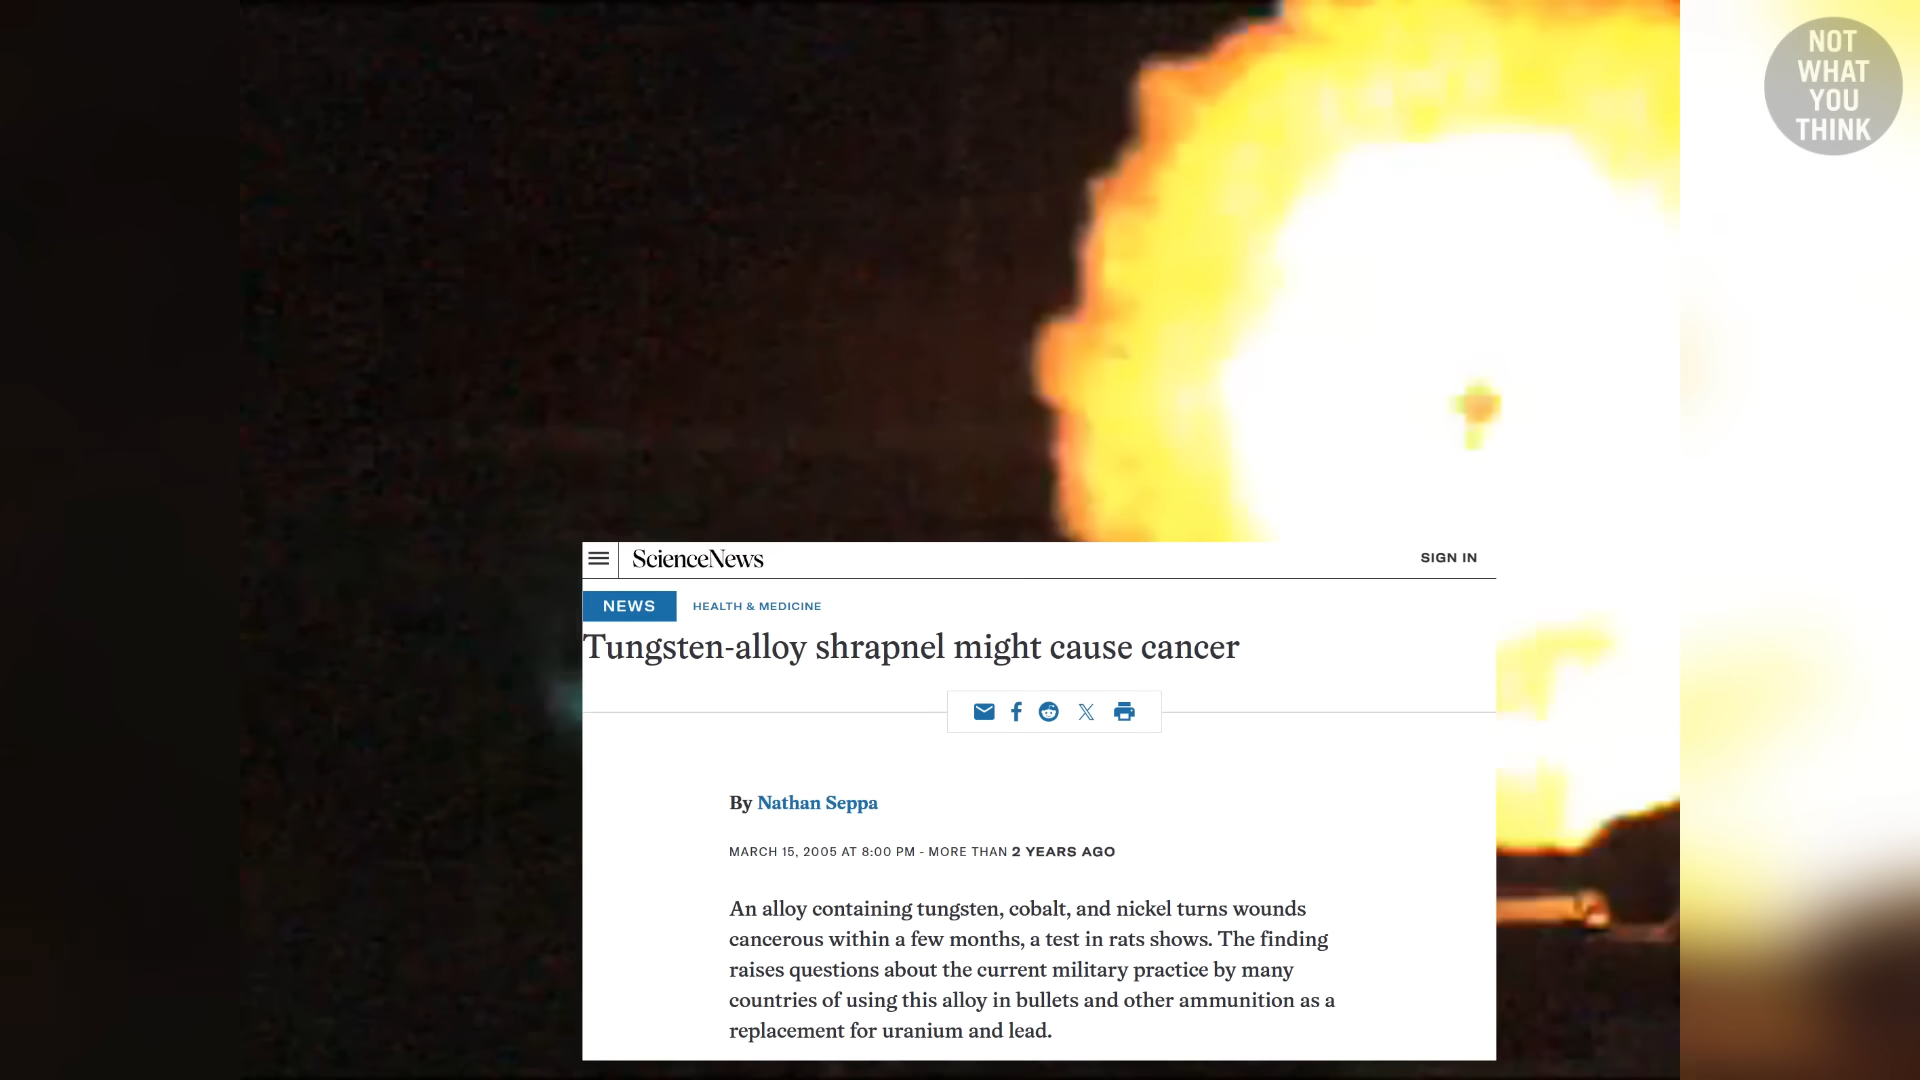 NOT
WHAT
YOU
THINK
ScienceNews
SIGN IN
NEWS
HEALTH & MEDICINE
Tungsten-alloy shrapnel might cause cancer
By Nathan Seppa
MARCH 15, 2005 AT 8:00 PM - MORE THAN 2 YEARS AGO
An alloy containing tungsten, cobalt, and nickel turns wounds
cancerous within a few months, a test in rats shows. The finding
raises questions about the current military practice by many
countries of using this alloy in bullets and other ammunition as a
replacement for uranium and lead.